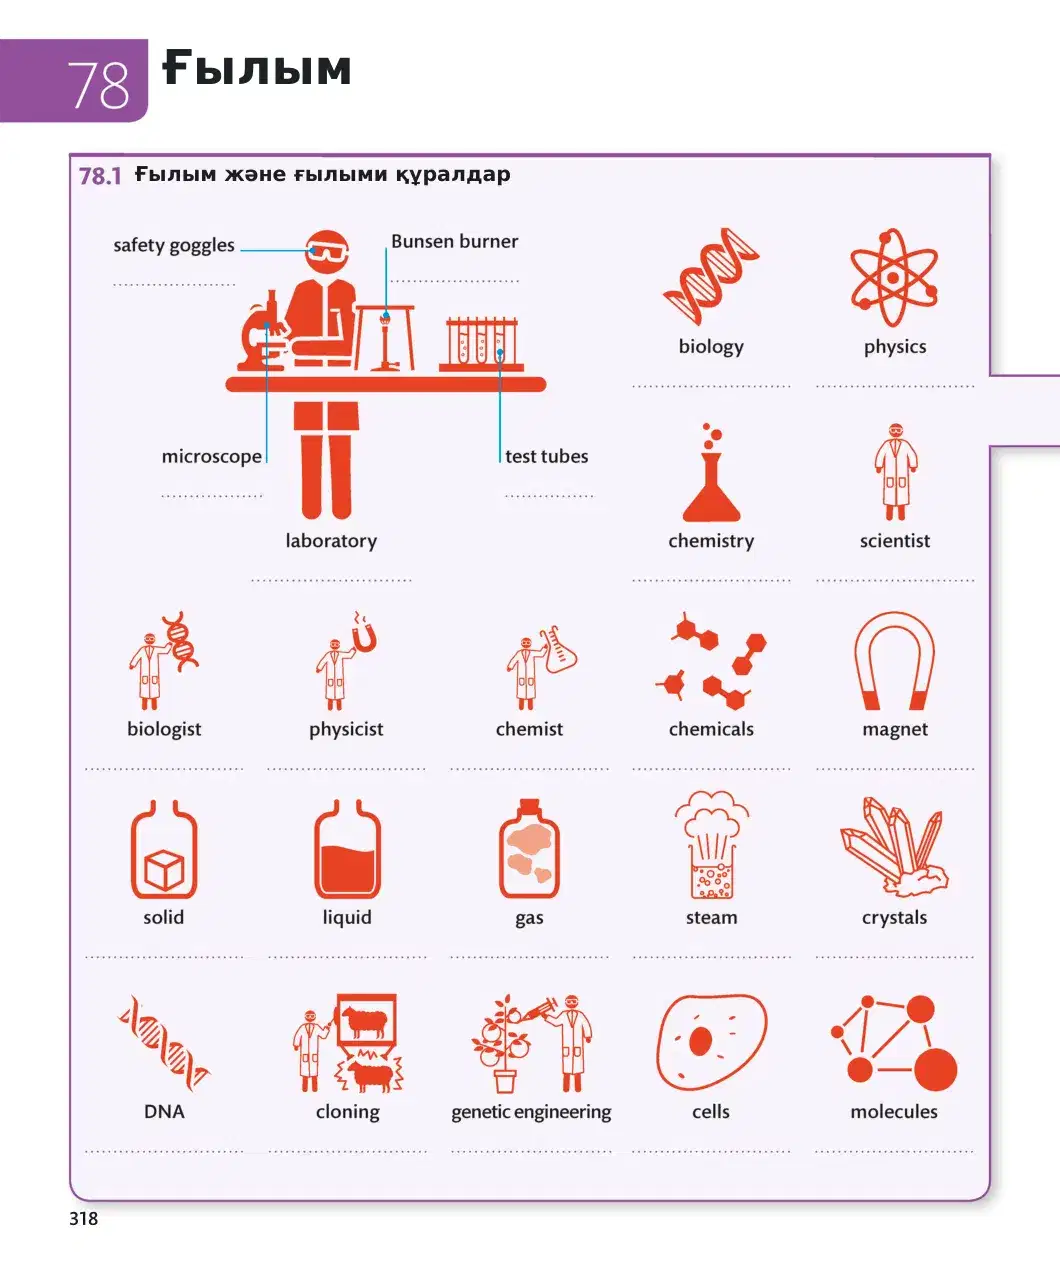 78
Ғылым
78.1 Ғылым және ғылыми құралдар
safety goggles
Bunsen burner
biology
physics
microscope
test tubes
laboratory
chemistry
scientist
biologist
physicist
chemist
chemicals
magnet
solid
liquid
gas
steam
crystals
DNA
cloning
genetic engineering
cells
molecules
318